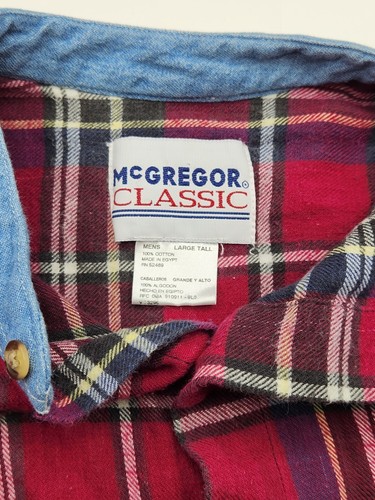 McGREGOR®
CLASSIC
MENS LARGE TALL
100% COTTON
MADE IN EGYPT
CABALLEROS GRANDE Y ALTO
100% ALGODON
HECHO EN EGIPTO